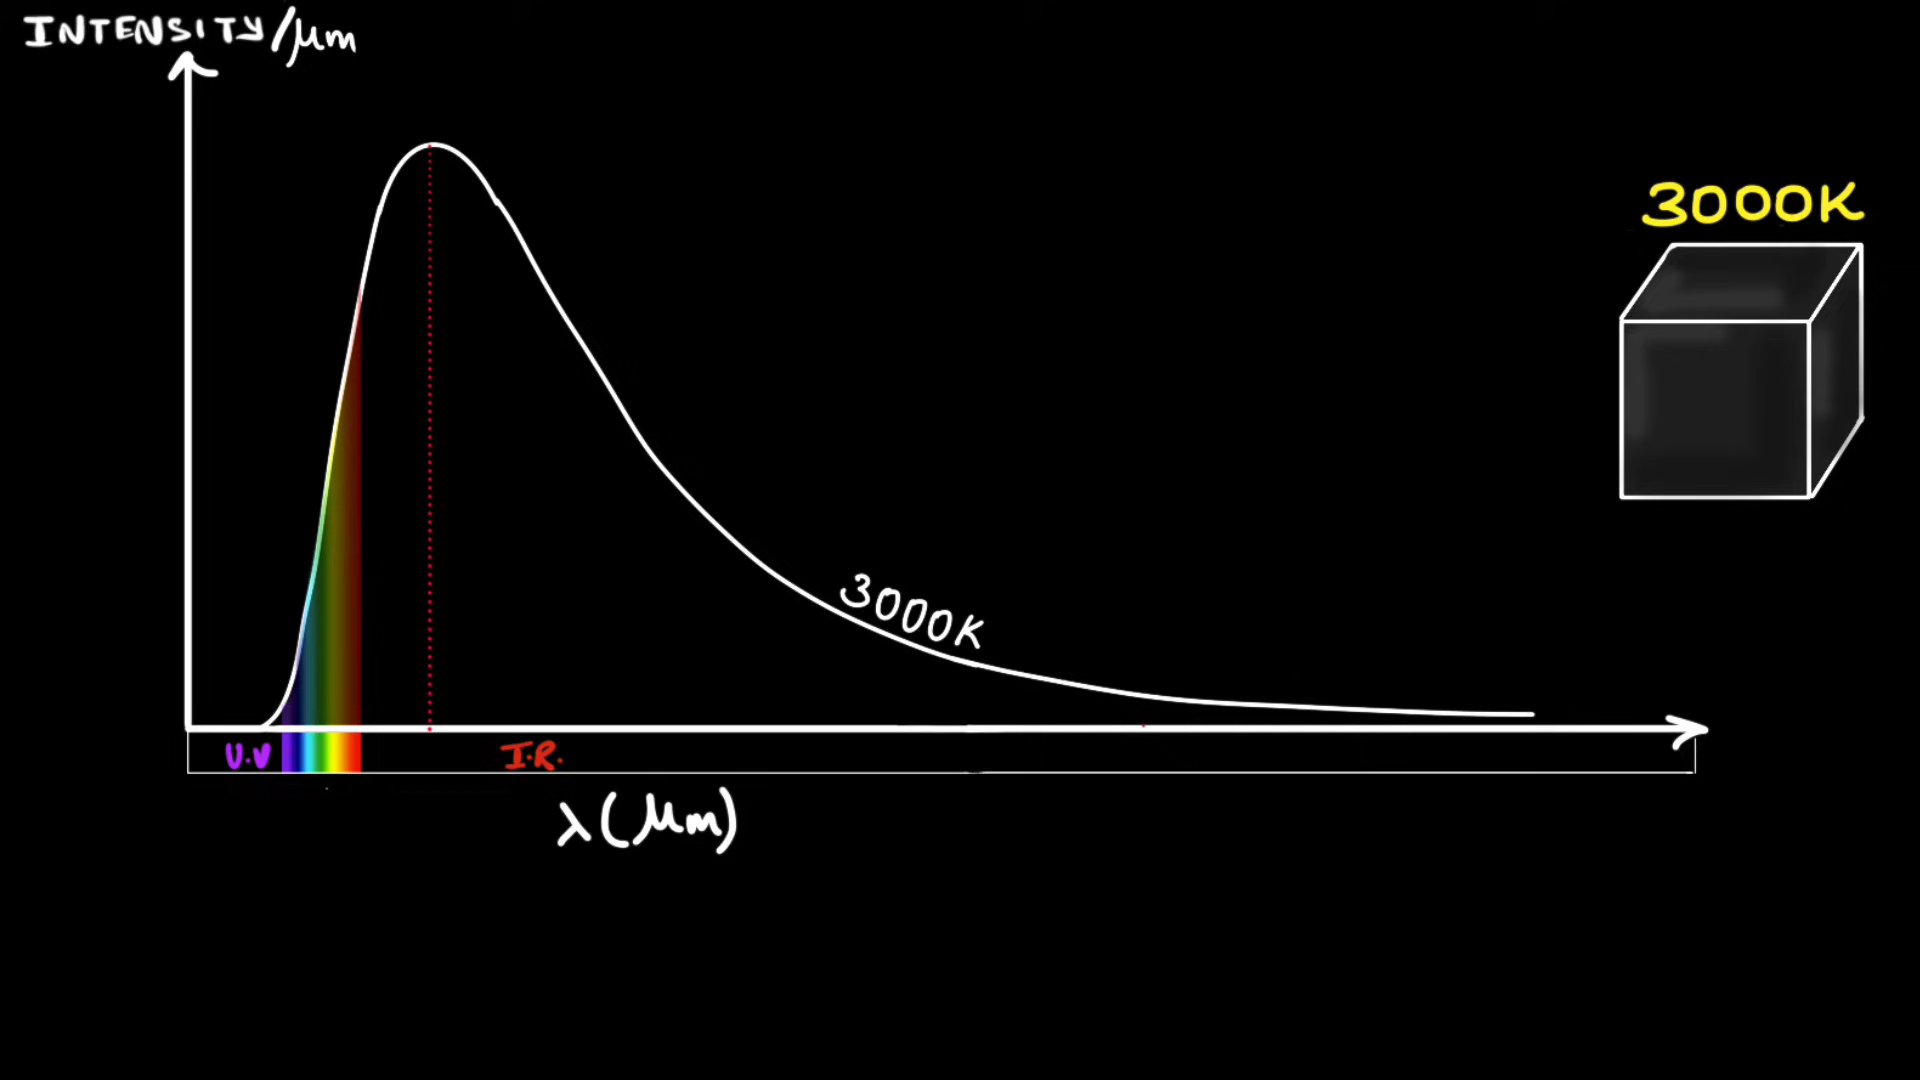 INTENSITY/μm
3000K
3000K
U.V
I.R.
λ(μm)